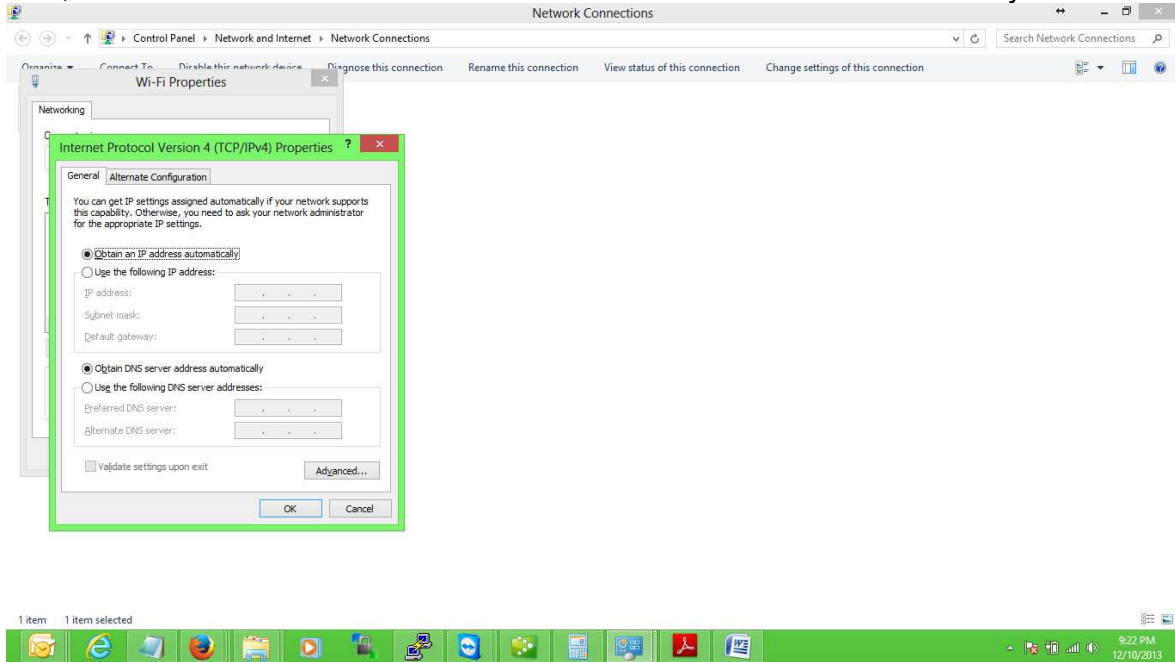 Network Connections
Control Panel Network and Internet Network Connections
Search Network Connections
Organize Connect To Disable this network device Diagnose this connection Rename this connection View status of this connection Change settings of this connection
Wi-Fi Properties
Networking
Internet Protocol Version 4 (TCP/IPv4) Properties
General Alternate Configuration
You can get IP settings assigned automatically if your network supports
this capability. Otherwise, you need to ask your network administrator
for the appropriate IP settings.
Obtain an IP address automatically
Use the following IP address:
IP address:
Subnet mask:
Default gateway:
Obtain DNS server address automatically
Use the following DNS server addresses:
Preferred DNS server:
Alternate DNS server:
Validate settings upon exit
Advanced...
OK Cancel
1 item 1 item selected
9:22 PM
12/10/2013